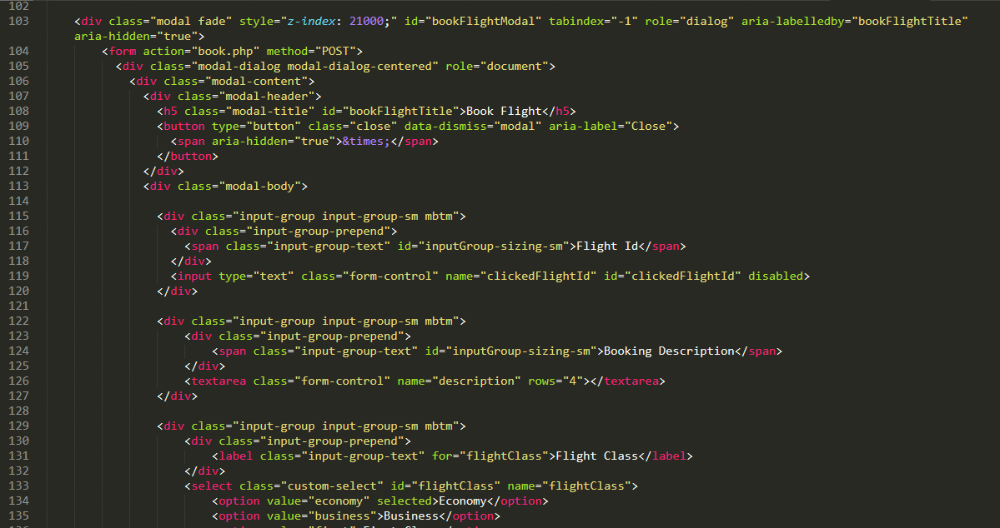 102
103 <div class="modal fade" style="z-index: 21000;" id="bookFlightModal" tabindex="-1" role="dialog" aria-labelledby="bookFlightTitle"
aria-hidden="true">
104 <form action="book.php" method="POST">
105 <div class="modal-dialog modal-dialog-centered" role="document">
106 <div class="modal-content">
107 <div class="modal-header">
108 <h5 class="modal-title" id="bookFlightTitle">Book Flight</h5>
109 <button type="button" class="close" data-dismiss="modal" aria-label="Close">
110 <span aria-hidden="true">&times;</span>
111 </button>
112 </div>
113 <div class="modal-body">
114
115 <div class="input-group input-group-sm mbtm">
116 <div class="input-group-prepend">
117 <span class="input-group-text" id="inputGroup-sizing-sm">Flight Id</span>
118 </div>
119 <input type="text" class="form-control" name="clickedFlightId" id="clickedFlightId" disabled>
120 </div>
121
122 <div class="input-group input-group-sm mbtm">
123 <div class="input-group-prepend">
124 <span class="input-group-text" id="inputGroup-sizing-sm">Booking Description</span>
125 </div>
126 <textarea class="form-control" name="description" rows="4"></textarea>
127 </div>
128
129 <div class="input-group input-group-sm mbtm">
130 <div class="input-group-prepend">
131 <label class="input-group-text" for="flightClass">Flight Class</label>
132 </div>
133 <select class="custom-select" id="flightClass" name="flightClass">
134 <option value="economy" selected>Economy</option>
135 <option value="business">Business</option>